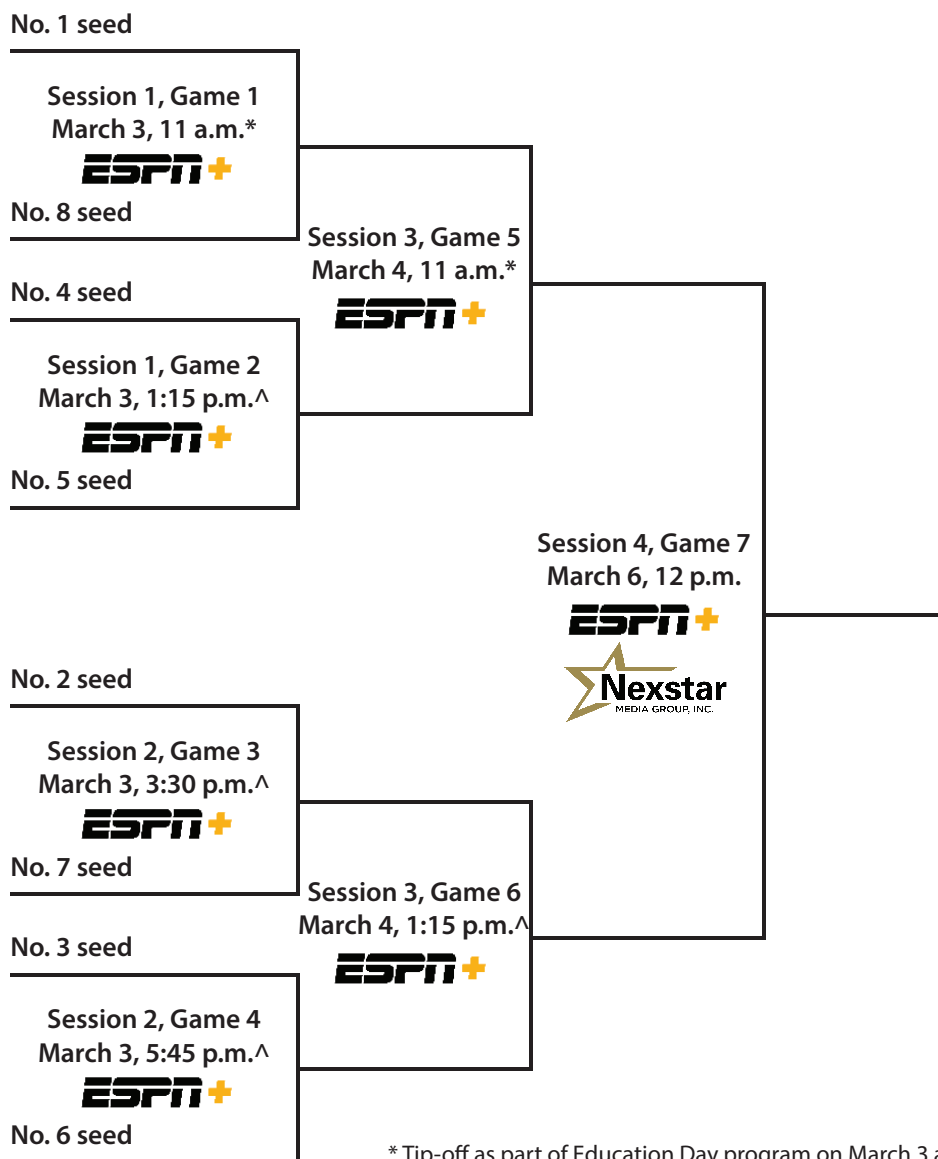 No. 1 seed
Session 1, Game 1
March 3, 11 a.m.*
ESPN+
No. 8 seed
Session 3, Game 5
March 4, 11 a.m.*
ESPN+
No. 4 seed
Session 1, Game 2
March 3, 1:15 p.m.^
ESPN+
No. 5 seed
Session 4, Game 7
March 6, 12 p.m.
ESPN+
Nexstar
MEDIA GROUP, INC.
No. 2 seed
Session 2, Game 3
March 3, 3:30 p.m.^
ESPN+
No. 7 seed
Session 3, Game 6
March 4, 1:15 p.m.^
ESPN+
No. 3 seed
Session 2, Game 4
March 3, 5:45 p.m.^
ESPN+
No. 6 seed
* Tip-off as part of Education Day program on March 3 a